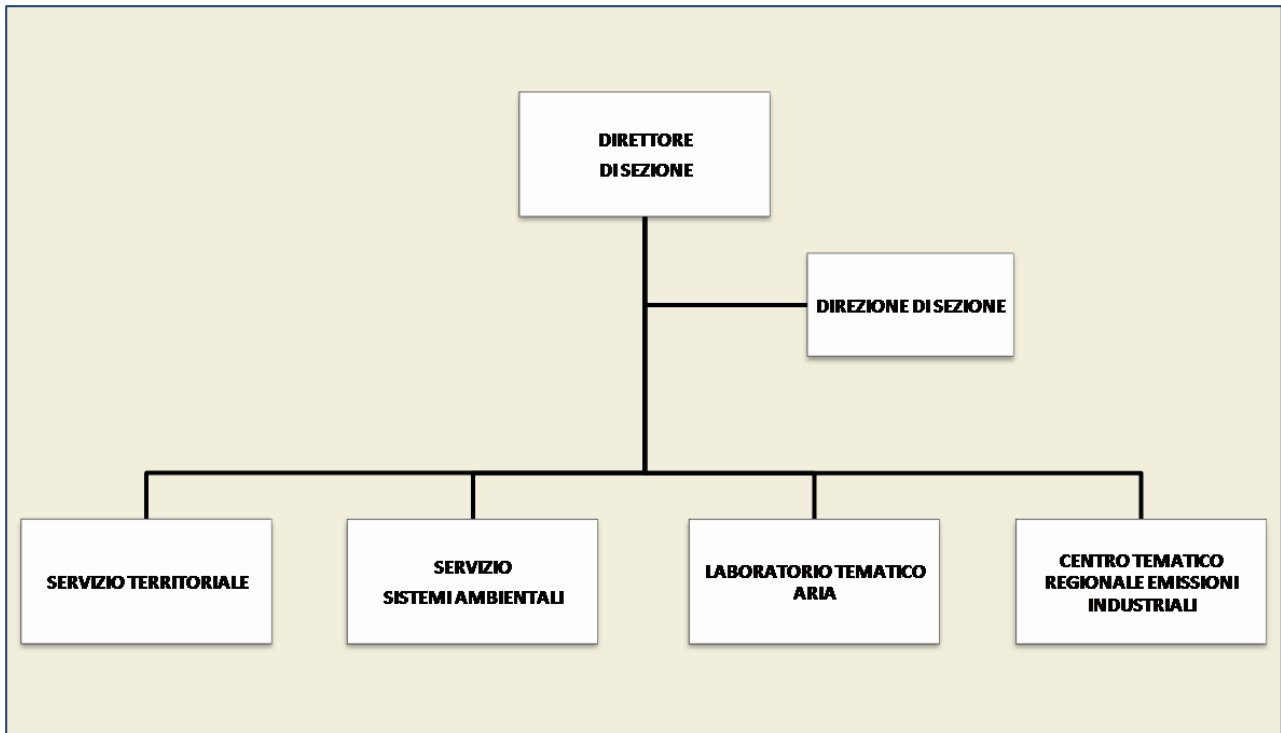 DIRETTORE
DI SEZIONE
DIREZIONE DI SEZIONE
SERVIZIO TERRITORIALE
SERVIZIO
SISTEMI AMBIENTALI
LABORATORIO TEMATICO
ARIA
CENTRO TEMATICO
REGIONALE EMISSIONI
INDUSTRIALI